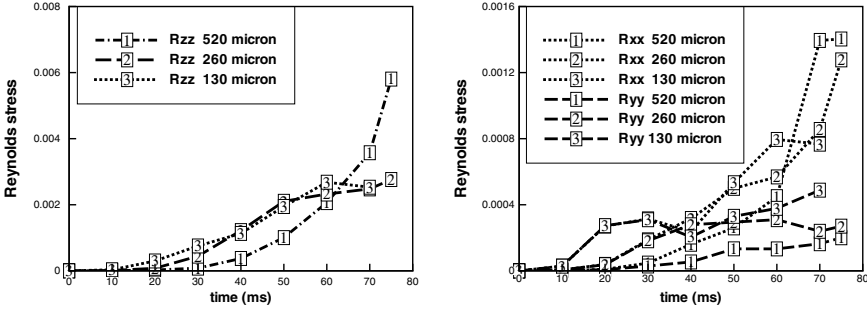 0.008
0.006
0.004
0.002
0
Reynolds stress
1 Rzz 520 micron
2 Rzz 260 micron
3 Rzz 130 micron
0 10 20 30 40 50 60 70 80
time (ms)
0.0016
0.0012
0.0008
0.0004
0
Reynolds stress
1 Rxx 520 micron
2 Rxx 260 micron
3 Rxx 130 micron
1 Ryy 520 micron
2 Ryy 260 micron
3 Ryy 130 micron
0 10 20 30 40 50 60 70 80
time (ms)